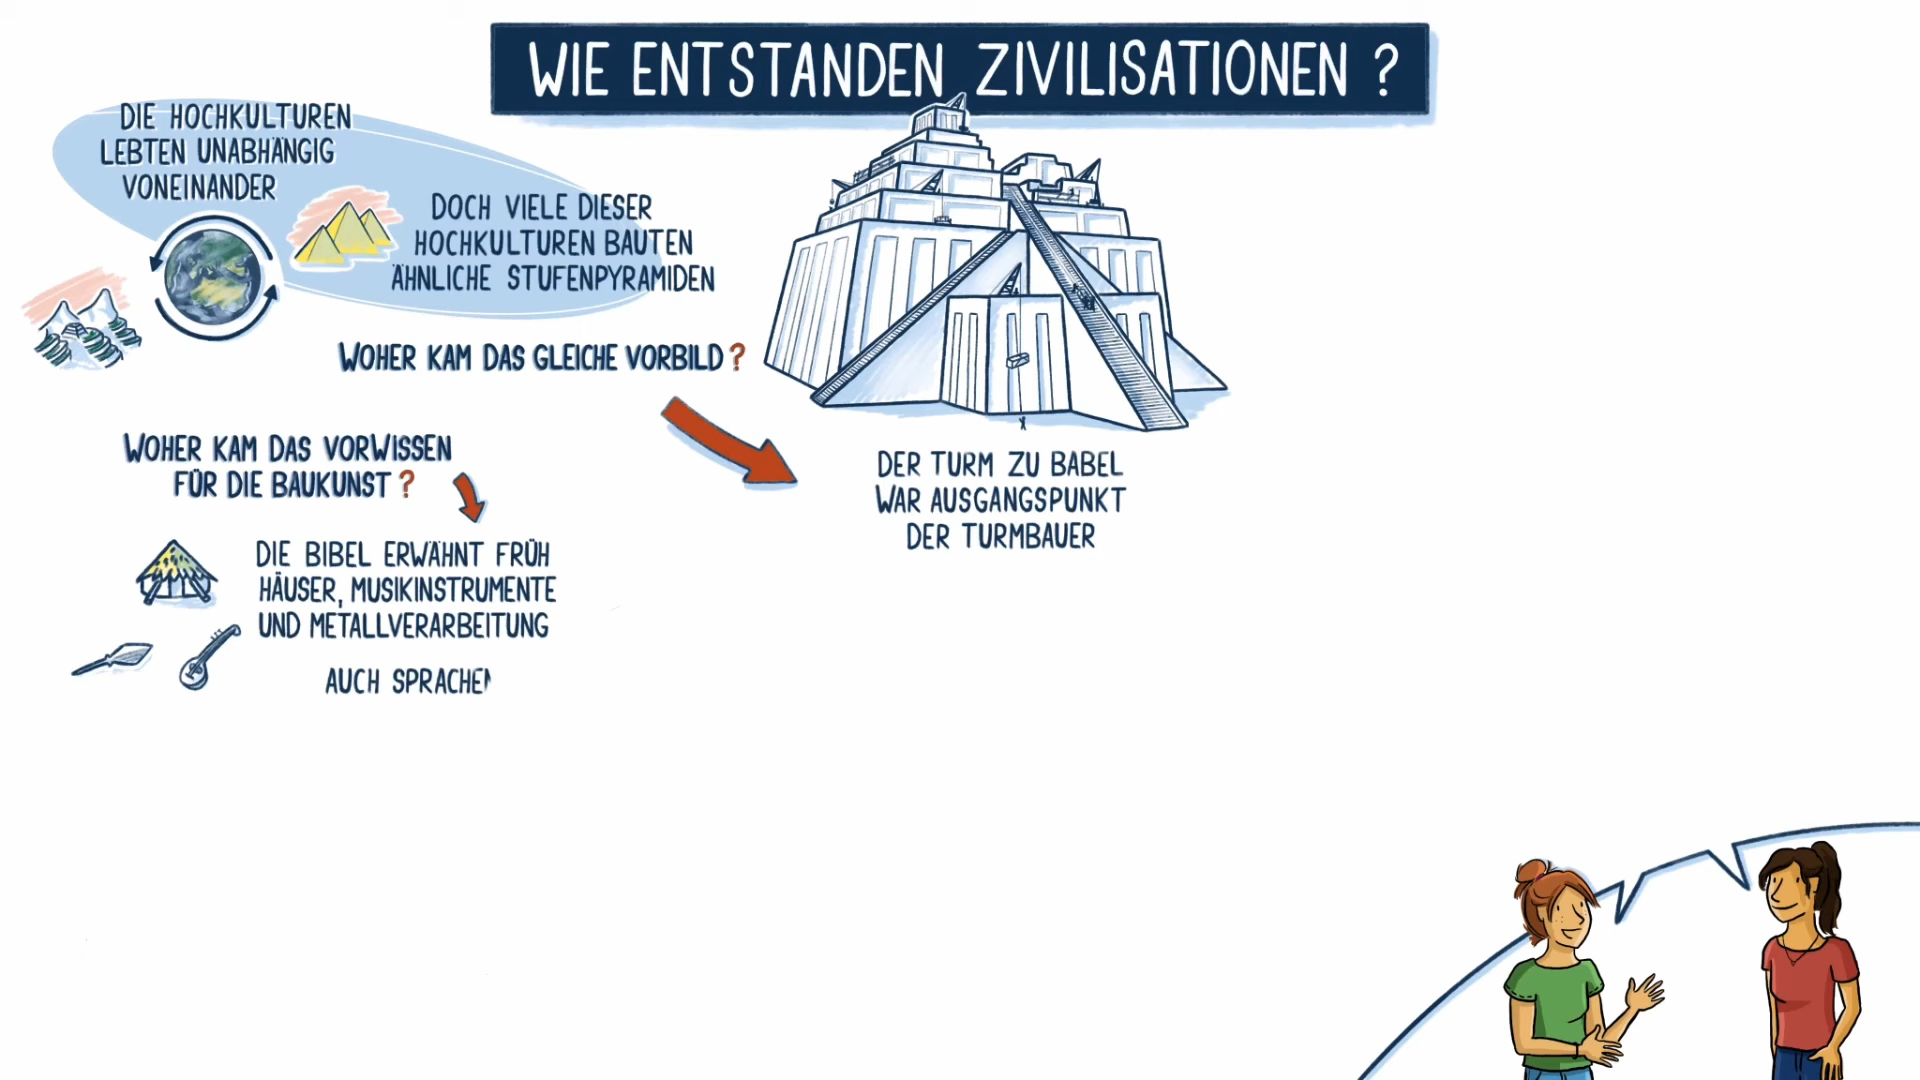 WIE ENTSTANDEN ZIVILISATIONEN ?
DIE HOCHKULTUREN
LEBTEN UNABHÄNGIG
VONEINANDER
DOCH VIELE DIESER
HOCHKULTUREN BAUTEN
ÄHNLICHE STUFENPYRAMIDEN
WOHER KAM DAS GLEICHE VORBILD ?
DER TURM ZU BABEL
WAR AUSGANGSPUNKT
DER TURMBAUER
WOHER KAM DAS VORWISSEN
FÜR DIE BAUKUNST ?
DIE BIBEL ERWÄHNT FRÜH
HÄUSER, MUSIKINSTRUMENTE
UND METALLVERARBEITUNG
AUCH SPRACHEN